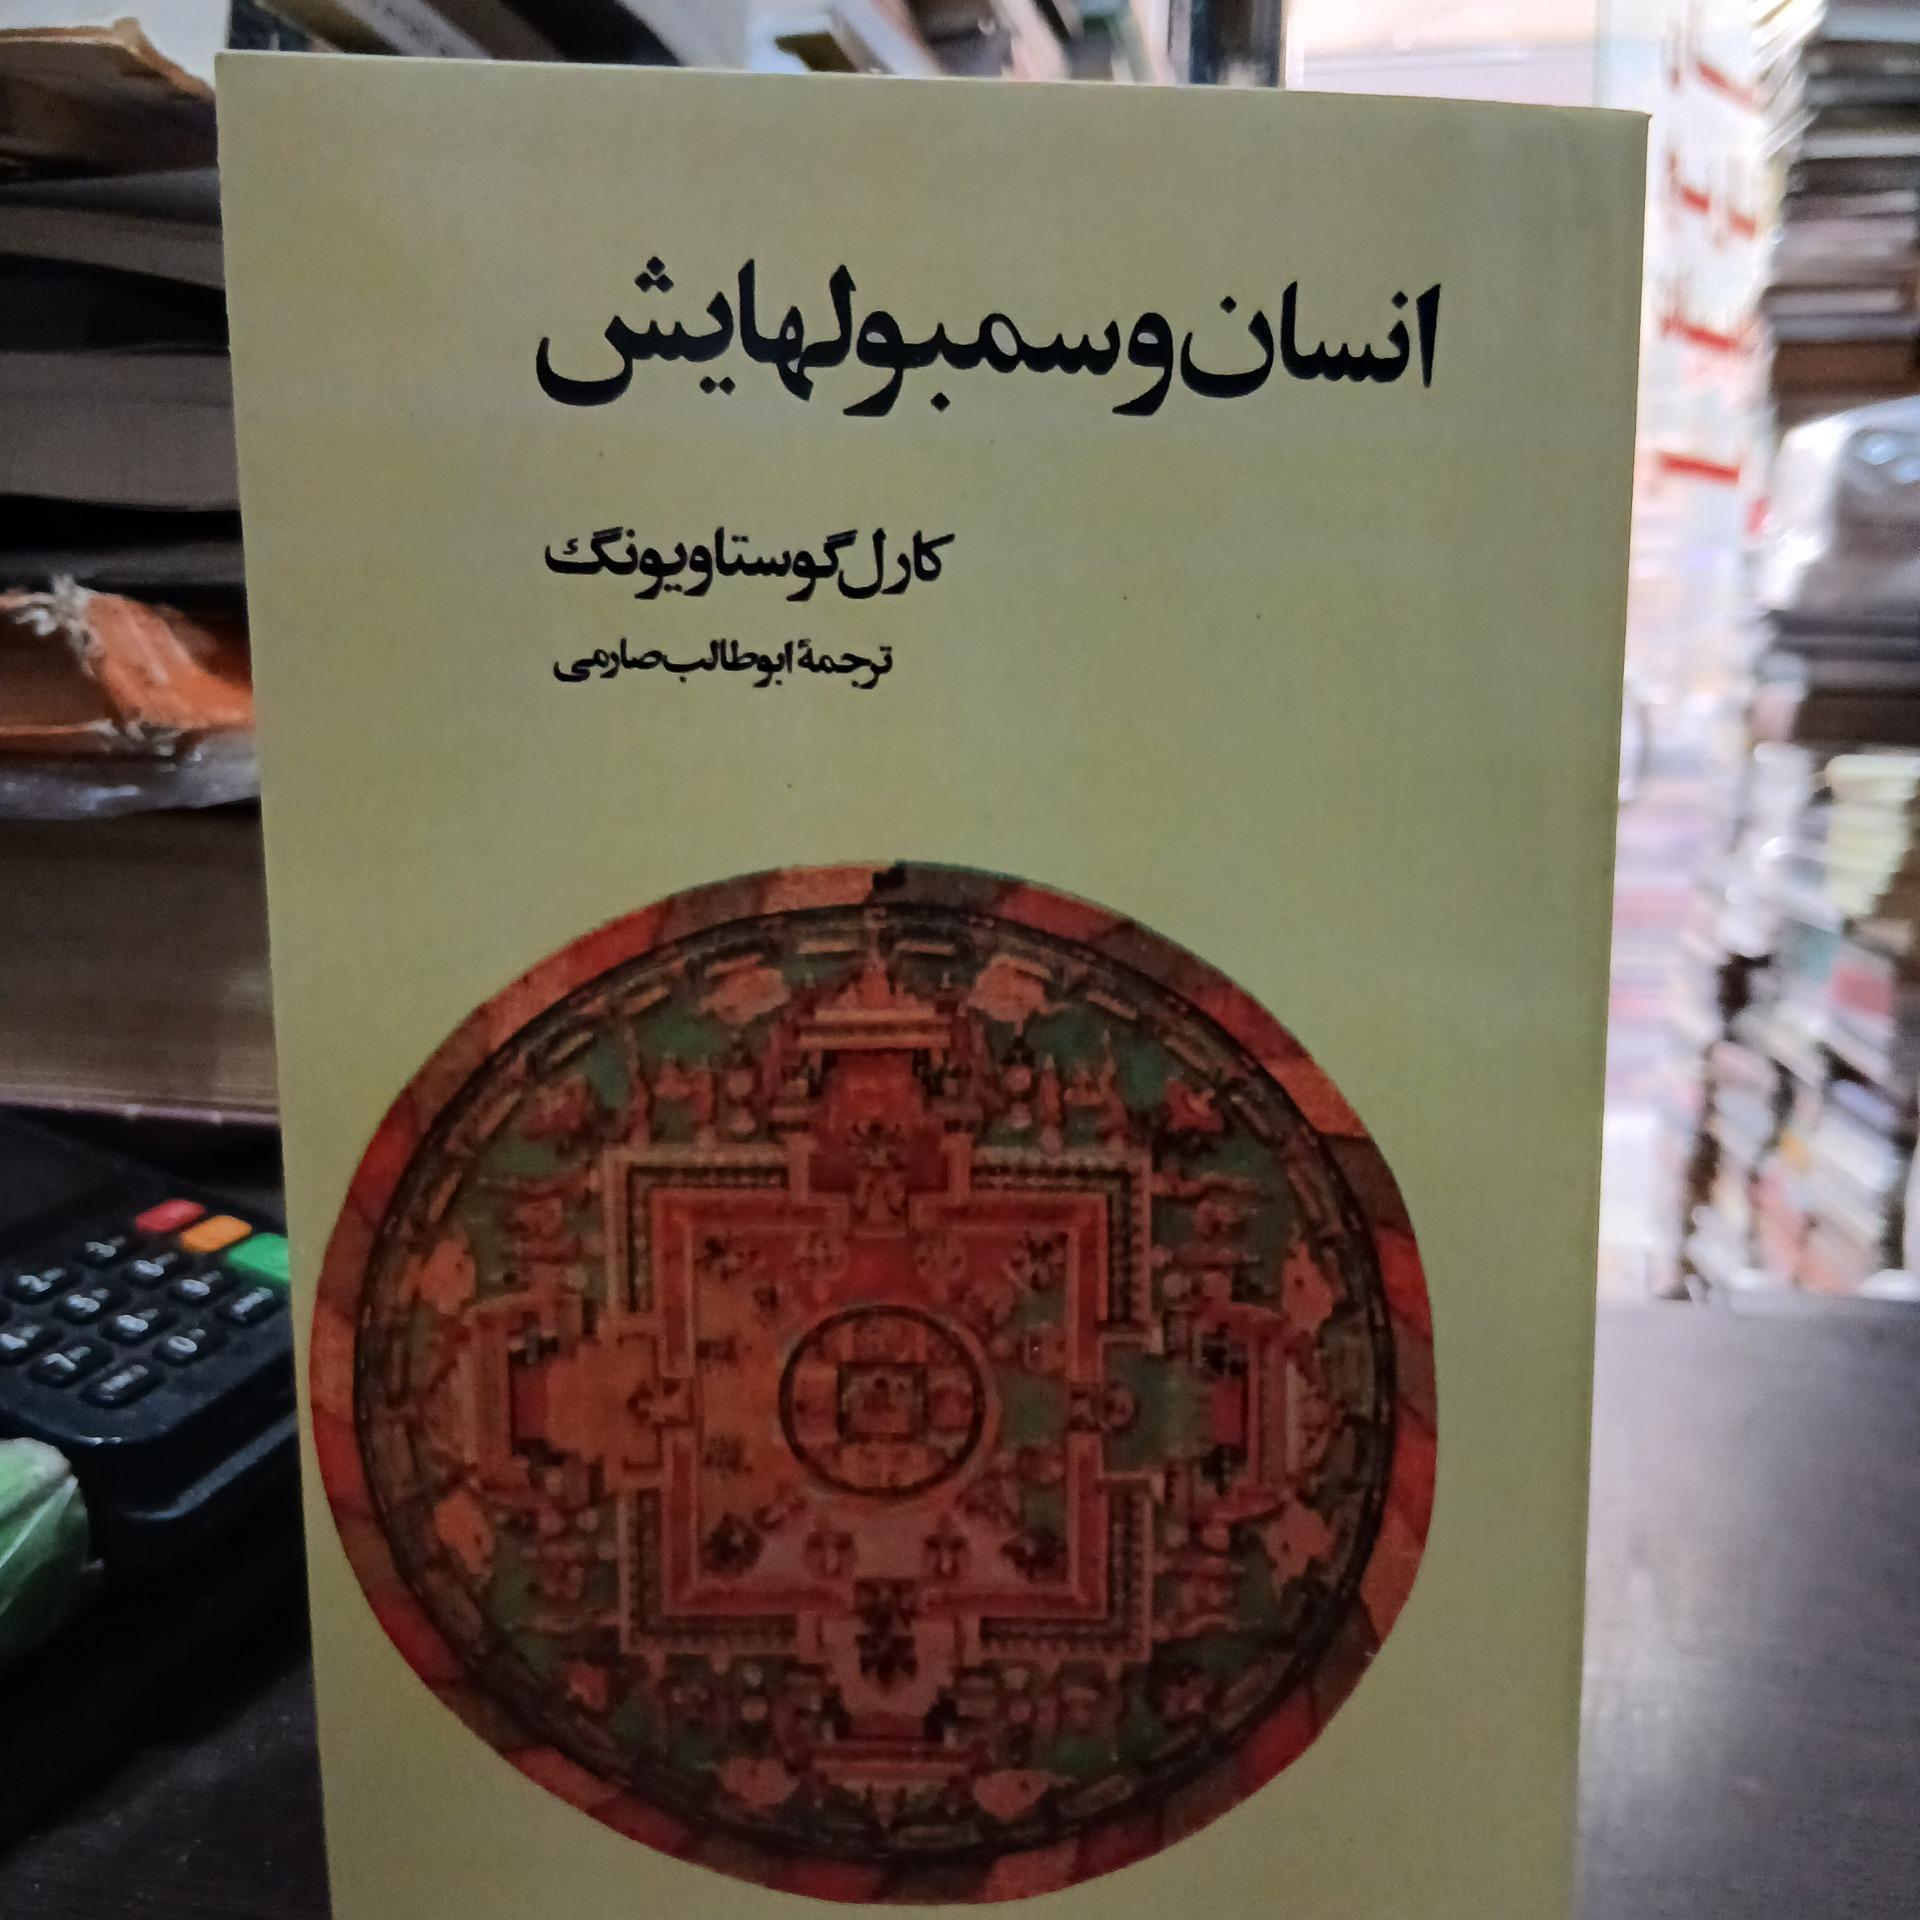 انسان و سمبولهایش
کارل گوستاو یونگ
ترجمهٔ ابوطالب صارمی